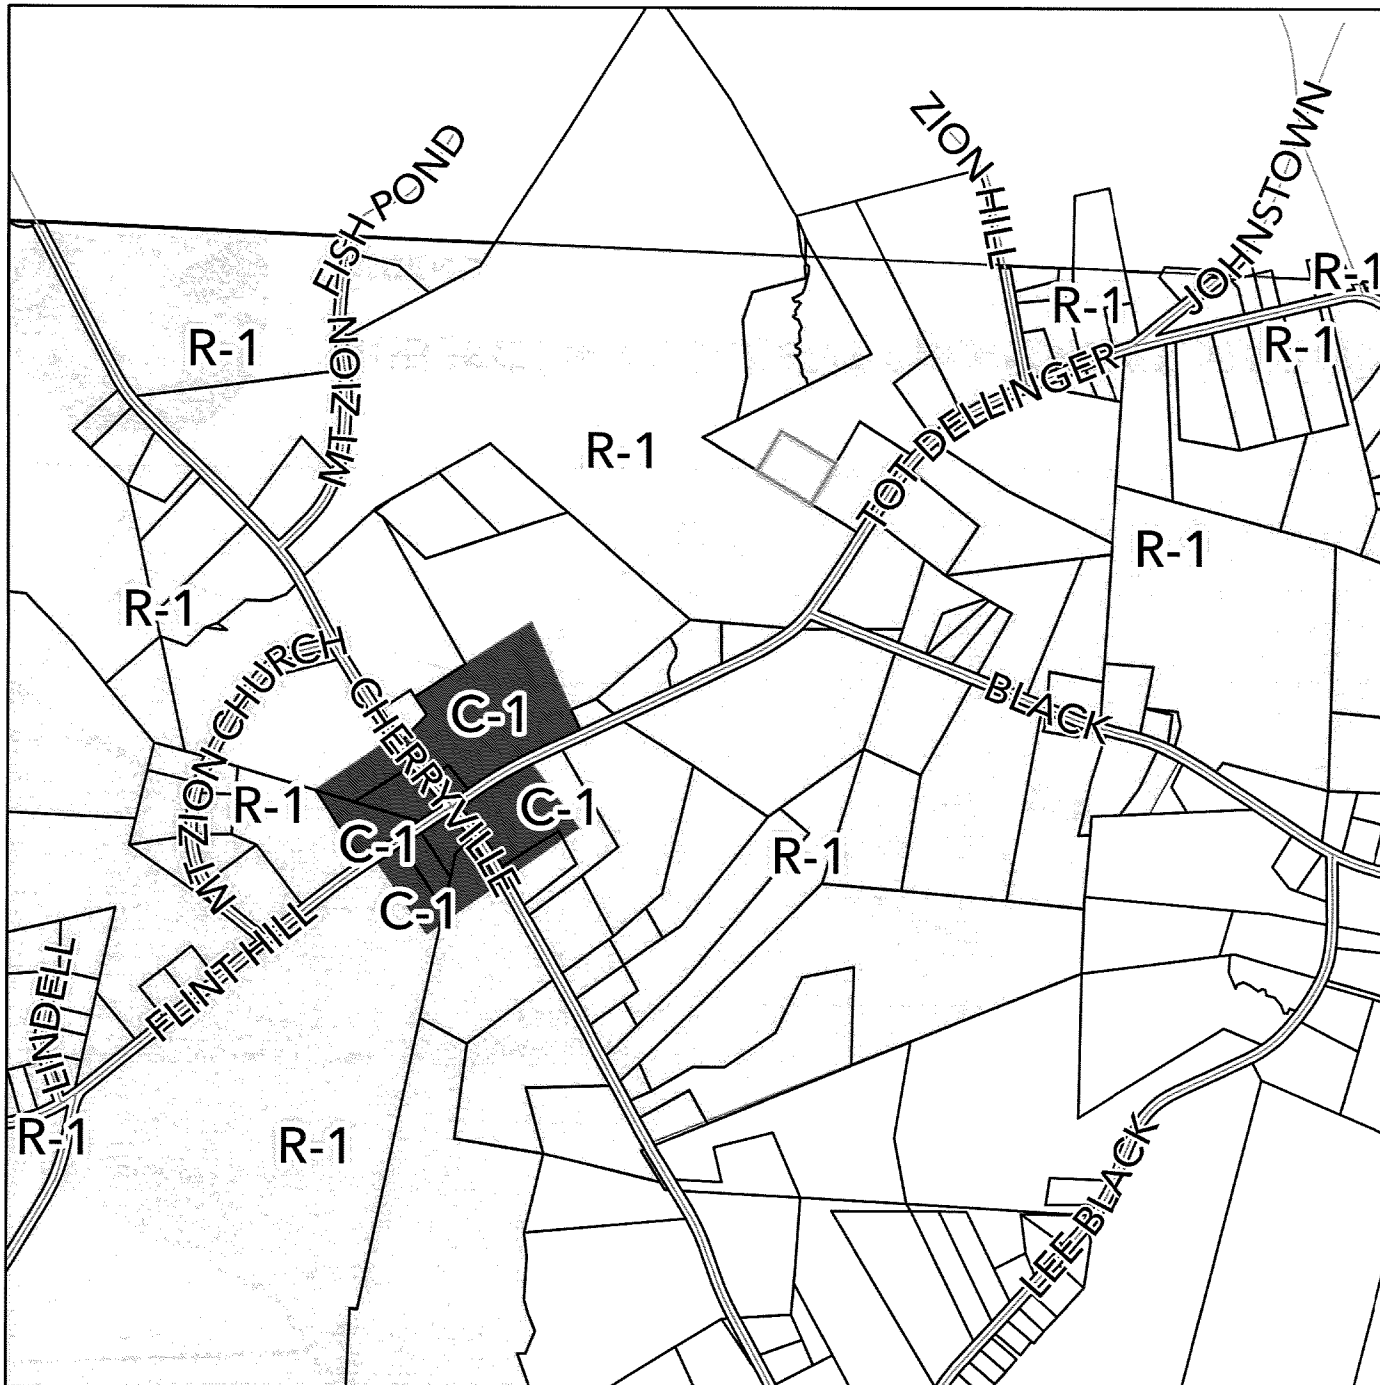 ZION HILL
JOHNSTOWN
FISH POND
R-1
R-1
R-1
R-1
MT ZION
TOT DELLINGER
R-1
R-1
R-1
MT ZION CHURCH
CHERRYVILLE
BLACK
C-1
R-1
C-1
C-1
R-1
C-1
FLINT HILL
HINDELL
R-1
R-1
LEE BLACK